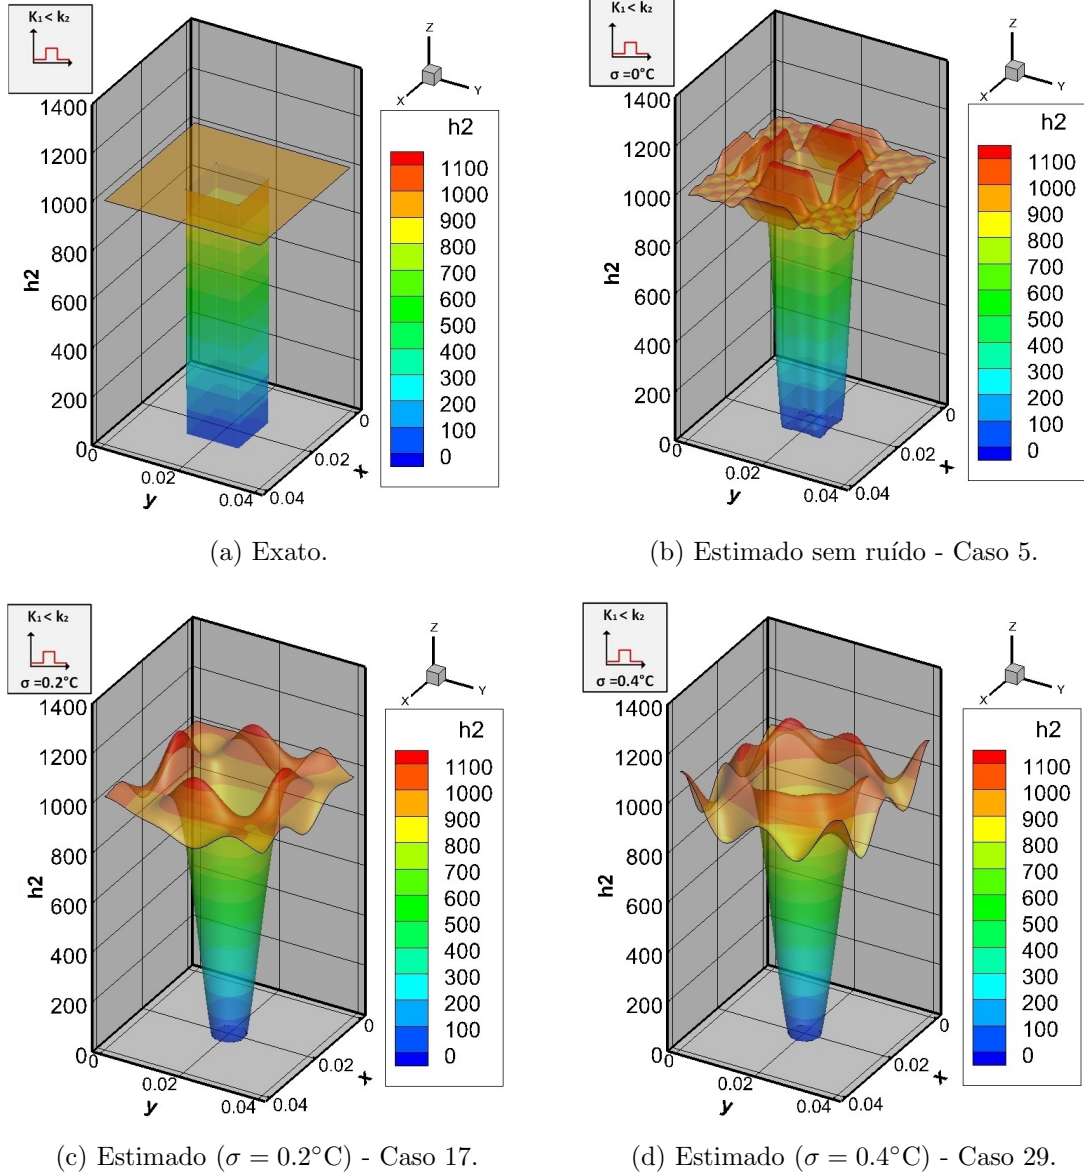 K₁ < k₂
Z
X
Y
1400
1200
1000
800
600
400
200
0
h2
0
0.02
0.04
y
0.04
0.02
0
x
h2
1100
1000
900
800
700
600
500
400
300
200
100
0
(a) Exato.
K₁ < k₂
σ =0°C
Z
X
Y
1400
1200
1000
800
600
400
200
0
h2
0
0.02
0.04
y
0.04
0.02
0
x
h2
1100
1000
900
800
700
600
500
400
300
200
100
0
(b) Estimado sem ruído - Caso 5.
K₁ < k₂
σ =0.2°C
Z
X
Y
1400
1200
1000
800
600
400
200
0
h2
0
0.02
0.04
y
0.04
0.02
0
x
h2
1100
1000
900
800
700
600
500
400
300
200
100
0
(c) Estimado (σ = 0.2°C) - Caso 17.
K₁ < k₂
σ =0.4°C
Z
X
Y
1400
1200
1000
800
600
400
200
0
h2
0
0.02
0.04
y
0.04
0.02
0
x
h2
1100
1000
900
800
700
600
500
400
300
200
100
0
(d) Estimado (σ = 0.4°C) - Caso 29.